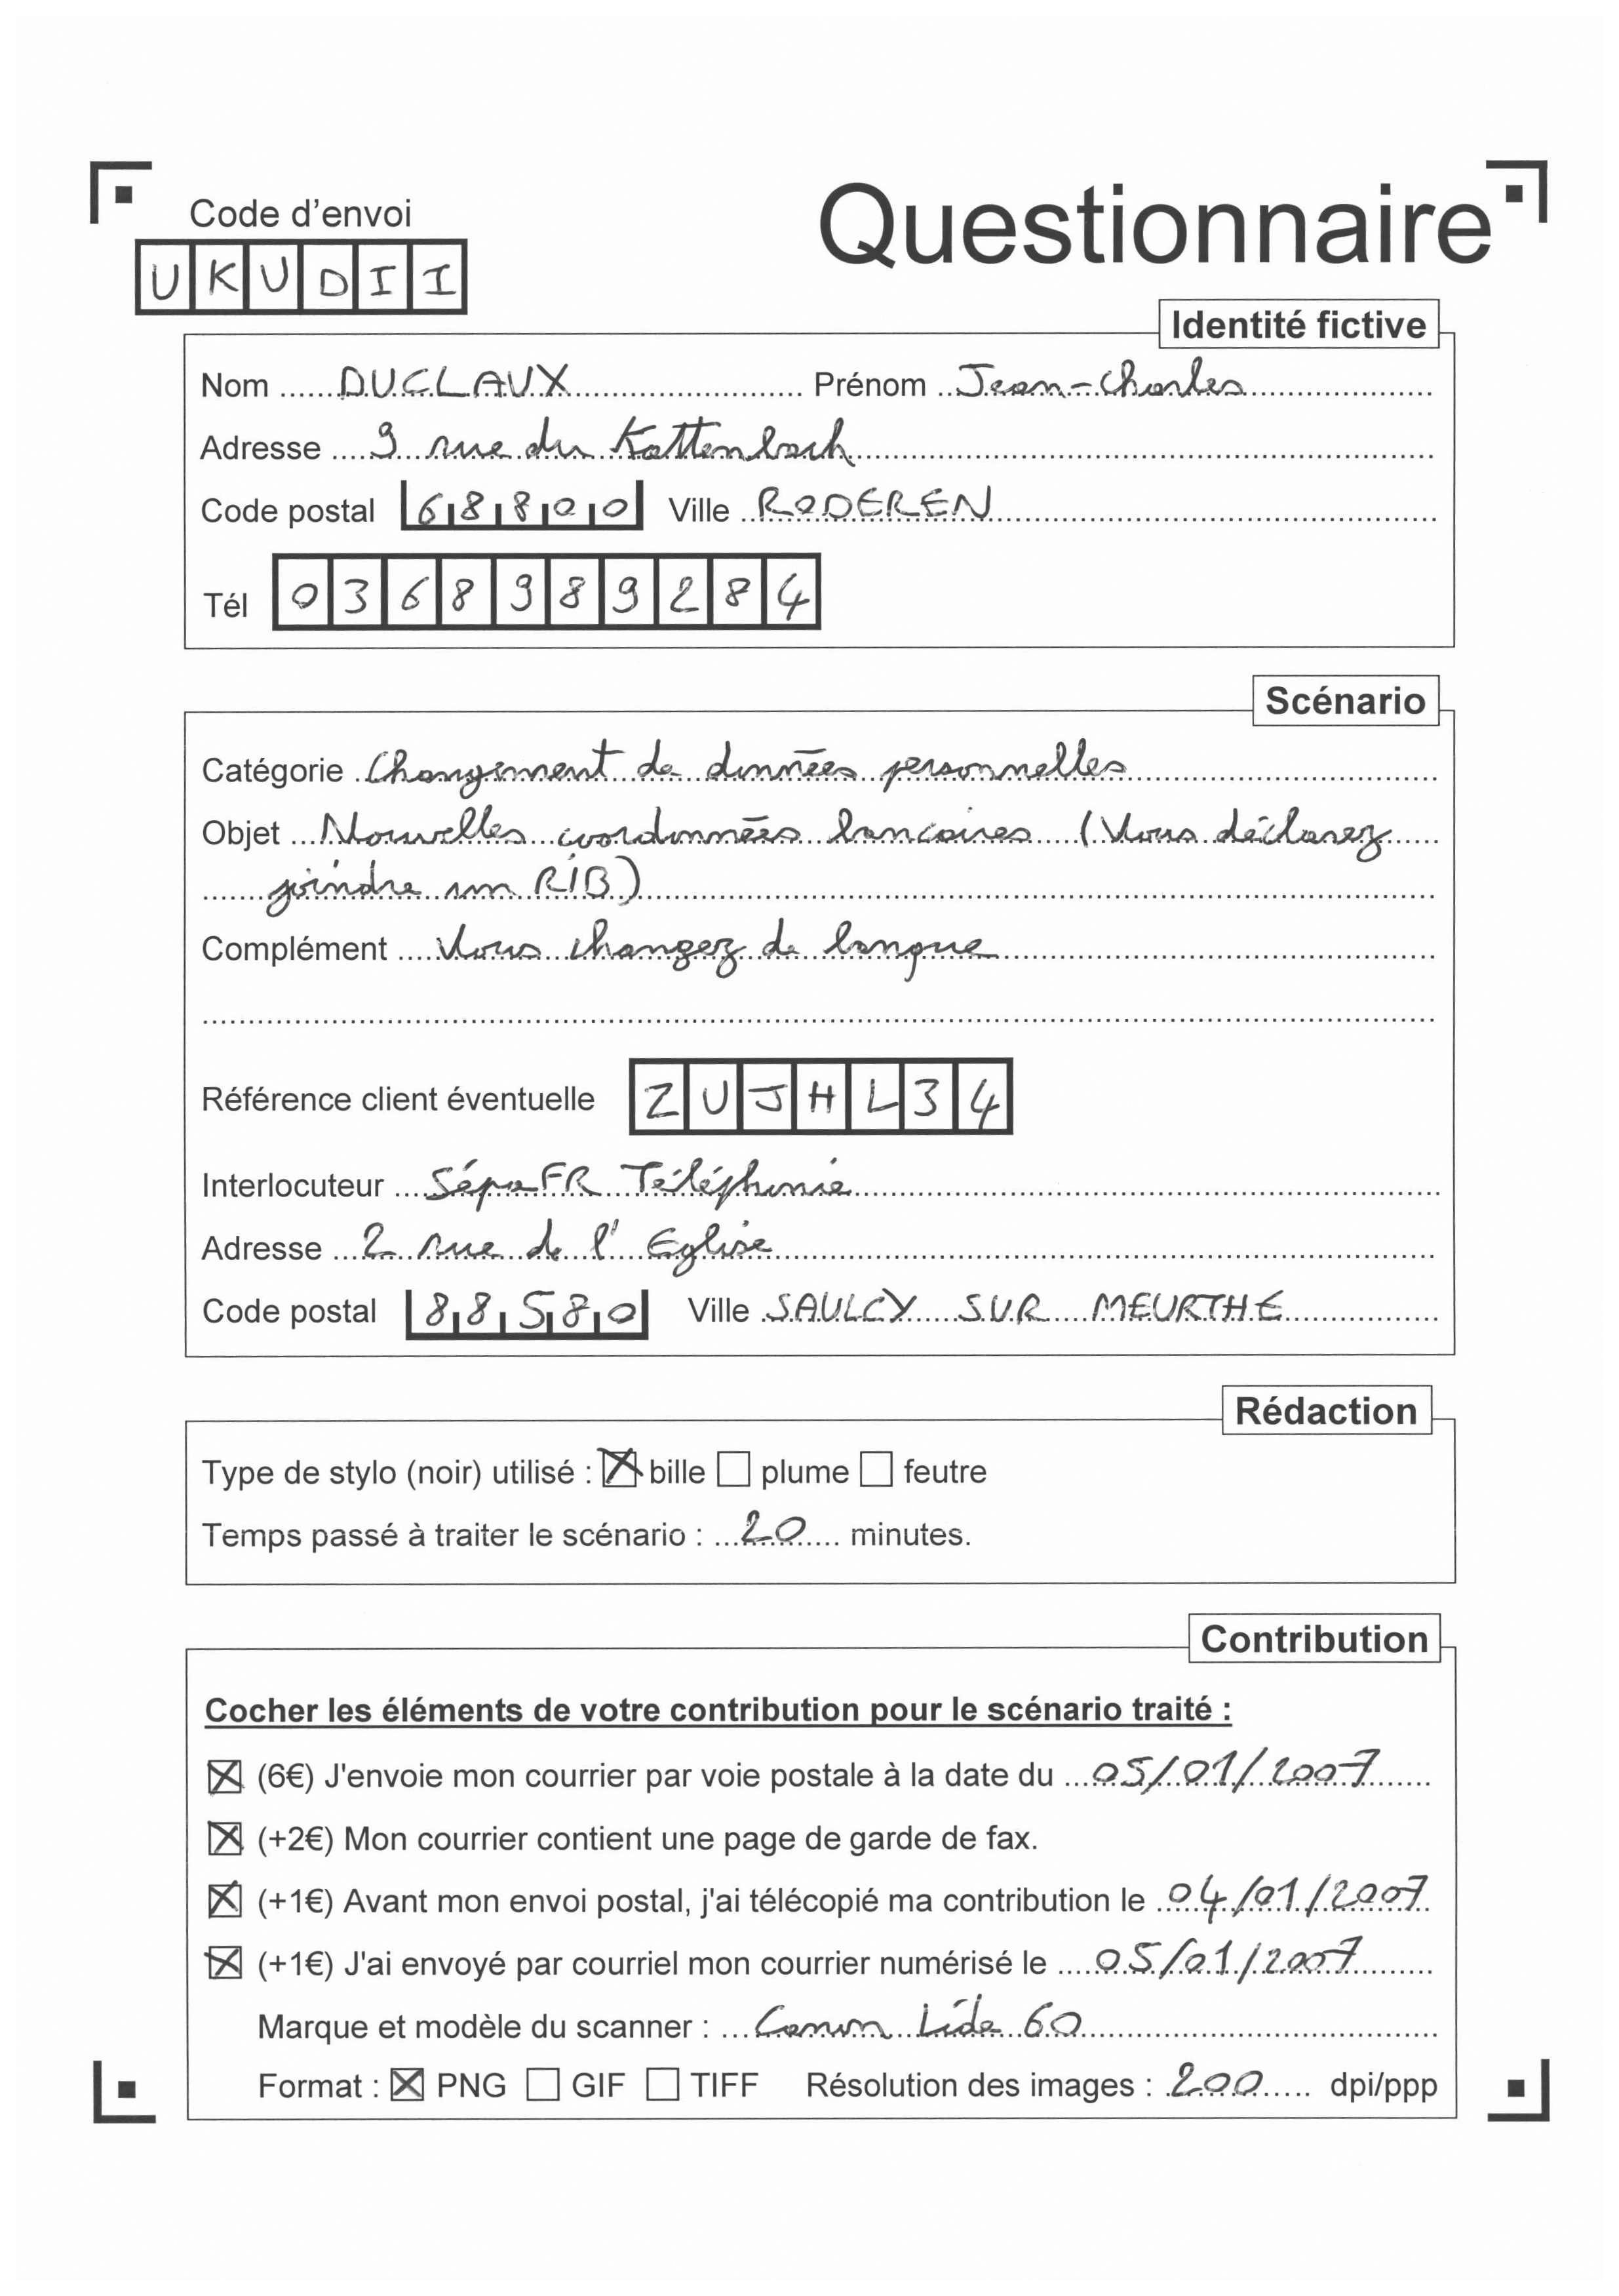 Code d'envoi
Questionnaire
UKUDII
Identité fictive
Nom DUCLAUX Prénom Jean-Charles
Adresse 9 rue du Kattenbach
Code postal 68800 Ville RODEREN
Tél 0368989284
Scénario
Catégorie Changement de données personnelles
Objet Nouvelles coordonnées bancaires (Vous déclarez
joindre un RIB)
Complément Vous changez de langue
Référence client éventuelle ZUJHL34
Interlocuteur SépaFR Téléphonie
Adresse 2 rue de l'Eglise
Code postal 88580 Ville SAULCY SUR MEURTHE
Rédaction
Type de stylo (noir) utilisé : ☒ bille ☐ plume ☐ feutre
Temps passé à traiter le scénario : 20 minutes.
Contribution
Cocher les éléments de votre contribution pour le scénario traité :
☒ (6€) J'envoie mon courrier par voie postale à la date du 05/01/2007
☒ (+2€) Mon courrier contient une page de garde de fax.
☒ (+1€) Avant mon envoi postal, j'ai télécopié ma contribution le 04/01/2007
☒ (+1€) J'ai envoyé par courriel mon courrier numérisé le 05/01/2007
Marque et modèle du scanner : Canon Lide 60
Format : ☒ PNG ☐ GIF ☐ TIFF Résolution des images : 200 dpi/ppp